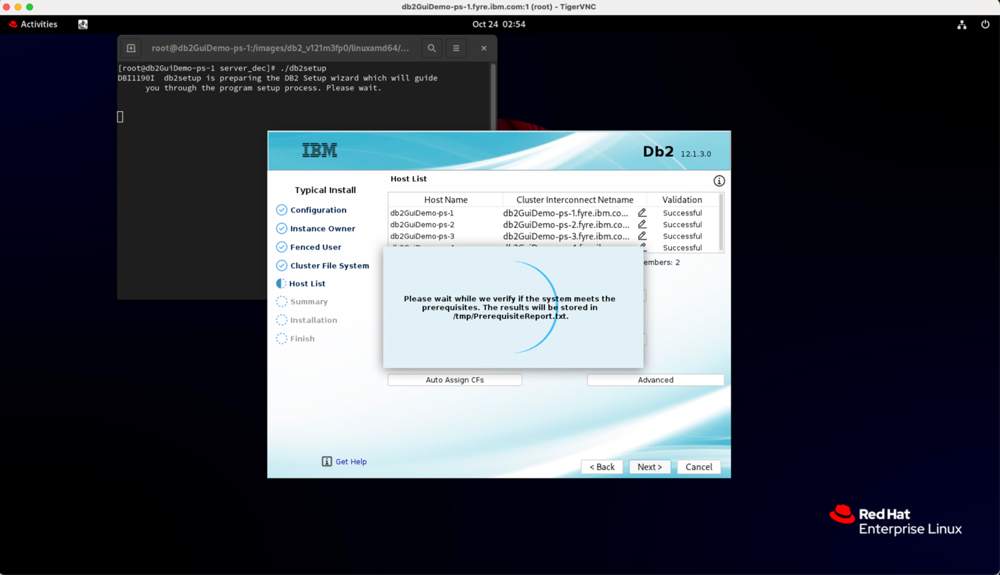 db2GuiDemo-ps-1.fyre.ibm.com:1 (root) - TigerVNC
Activities
Oct 24 02:54
root@db2GuiDemo-ps-1:/images/db2_v121m3fp0/linuxamd64/...
[root@db2GuiDemo-ps-1 server_dec]# ./db2setup
DBI1190I db2setup is preparing the DB2 Setup wizard which will guide
you through the program setup process. Please wait.
IBM
Db2 12.1.3.0
Typical Install
Configuration
Instance Owner
Fenced User
Cluster File System
Host List
Summary
Installation
Finish
Get Help
Host List
Host Name Cluster Interconnect Netname Validation
db2GuiDemo-ps-1 db2GuiDemo-ps-1.fyre.ibm.co... Successful
db2GuiDemo-ps-2 db2GuiDemo-ps-2.fyre.ibm.co... Successful
db2GuiDemo-ps-3 db2GuiDemo-ps-3.fyre.ibm.co... Successful
Successful
embers: 2
Please wait while we verify if the system meets the
prerequisites. The results will be stored in
/tmp/PrerequisiteReport.txt.
Auto Assign CFs
Advanced
< Back
Next >
Cancel
Red Hat
Enterprise Linux